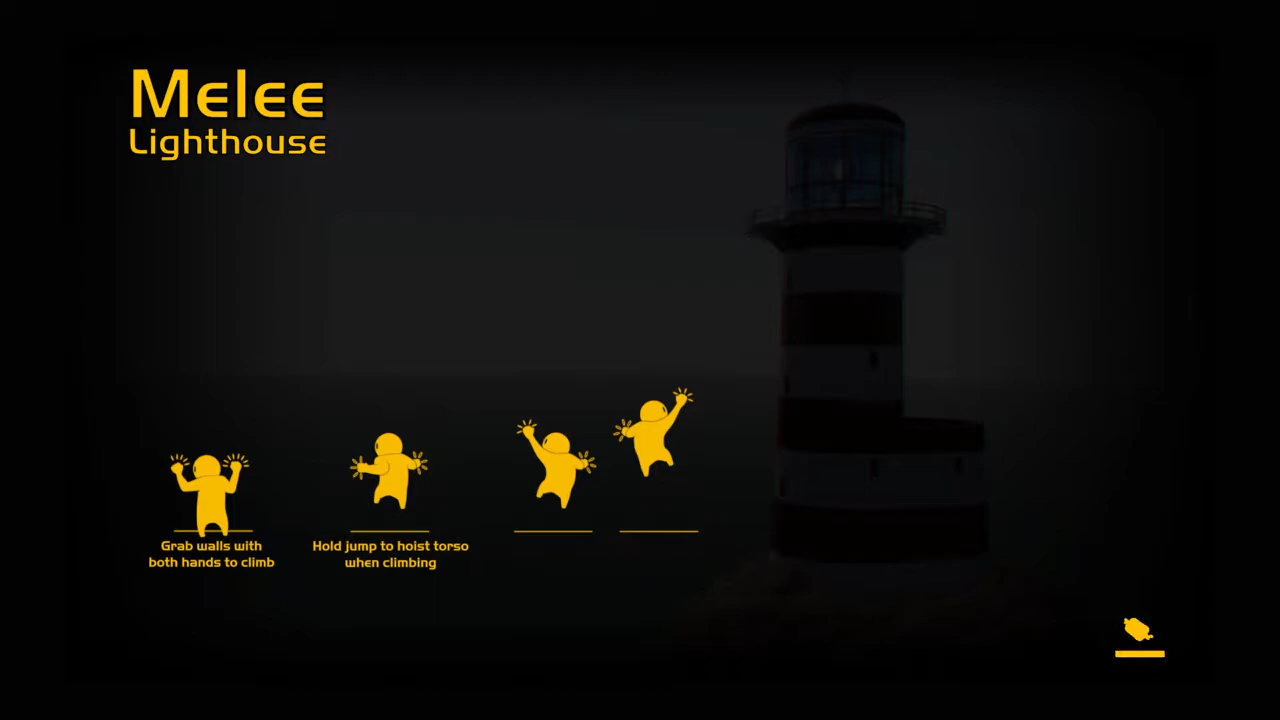 Melee
Lighthouse
Grab walls with
both hands to climb
Hold jump to hoist torso
when climbing